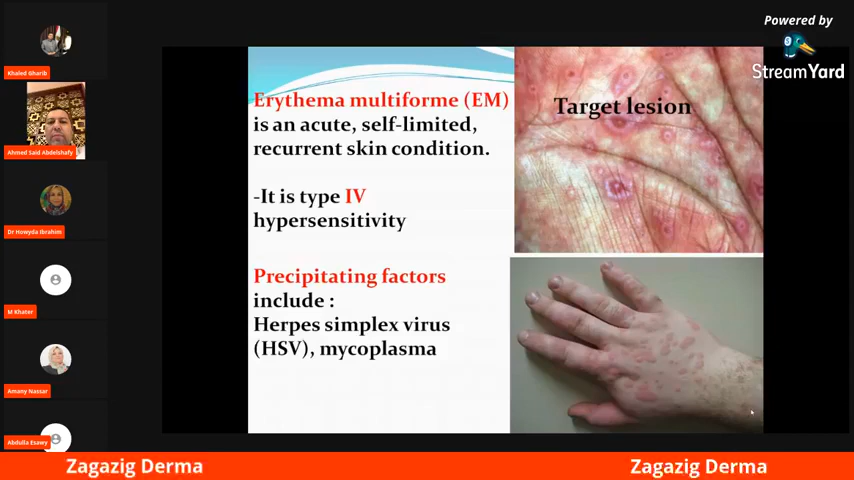 Powered by
StreamYard
Khaled Gharib
Ahmed Said Abdelshafy
Dr Howyda Ibrahim
M Khater
Amany Nassar
Abdulla Esawy
Erythema multiforme (EM)
is an acute, self-limited,
recurrent skin condition.
-It is type IV
hypersensitivity
Precipitating factors
include :
Herpes simplex virus
(HSV), mycoplasma
Target lesion
Zagazig Derma
Zagazig Derma